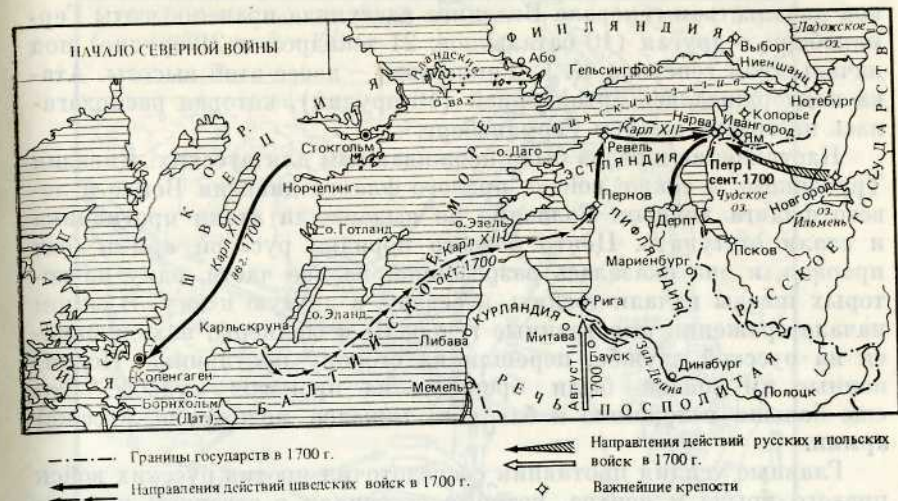 НАЧАЛО СЕВЕРНОЙ ВОЙНЫ
ФИНЛЯНДИЯ
Ладожское
оз.
Або
Выборг
Ниеншанц
Гельсингфорс
Нотебург
Аландские
о-ва
Финский залив
Копорье
Нарва
Ивангород
Ям
Карл XII
Стокгольм
о. Даго
Ревель
ЭСТЛЯНДИЯ
Петр I
сент. 1700
Норчепинг
Чудское
оз.
Новгород
оз.
Ильмень
Пернов
ШВЕЦИЯ
Карл XII
авг. 1700
о. Готланд
о. Эзель
Дерпт
Карл XII
окт. 1700
ЛИФЛЯНДИЯ
Псков
Мариенбург
РУССКОЕ
ГОСУДАРСТВО
о. Эланд
Карльскруна
Рига
КУРЛЯНДИЯ
Митава
Либава
Бауск
Зап. Двина
Копенгаген
БАЛТИЙСКОЕ МОРЕ
Август II
1700 г.
Динабург
Мемель
РЕЧЬ ПОСПОЛИТАЯ
Полоцк
Борнхольм
(Дат.)
Границы государств в 1700 г.
Направления действий шведских войск в 1700 г.
Направления действий русских и польских
войск в 1700 г.
Важнейшие крепости